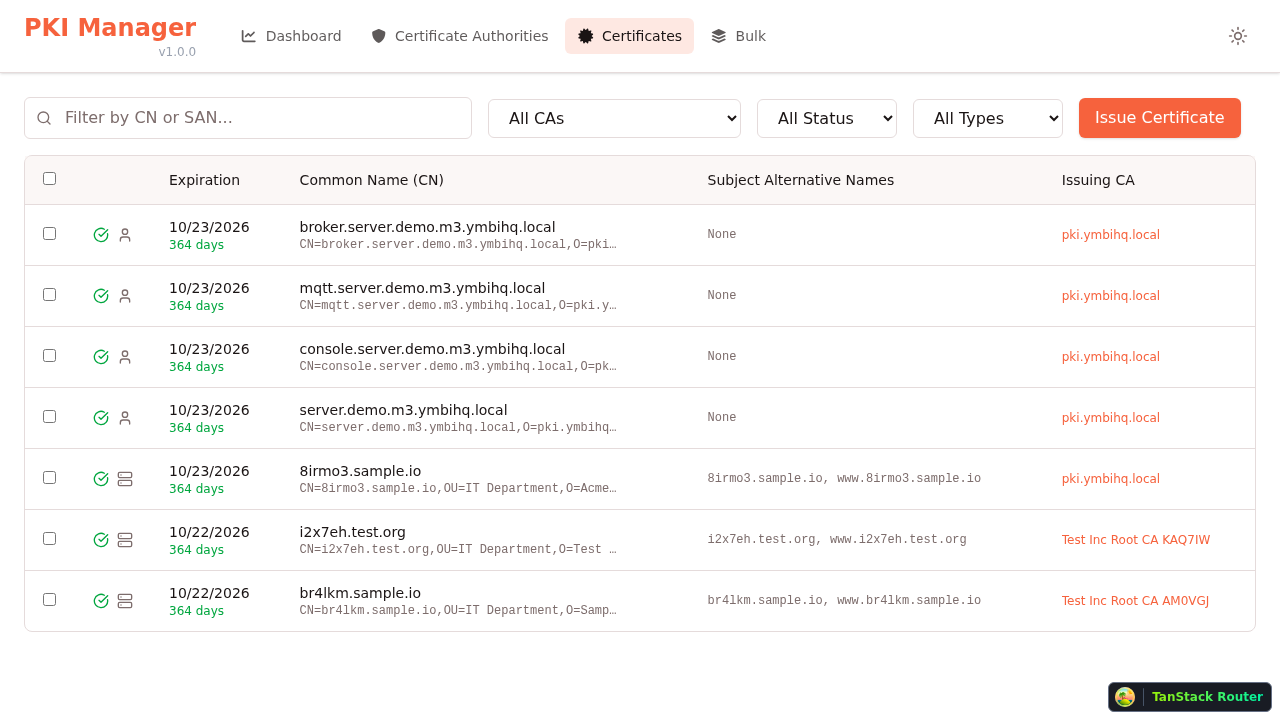 PKI Manager
v1.0.0
Dashboard
Certificate Authorities
Certificates
Bulk
Filter by CN or SAN...
All CAs
All Status
All Types
Issue Certificate
Expiration
Common Name (CN)
Subject Alternative Names
Issuing CA
10/23/2026
364 days
broker.server.demo.m3.ymbihq.local
CN=broker.server.demo.m3.ymbihq.local,O=pki…
None
pki.ymbihq.local
10/23/2026
364 days
mqtt.server.demo.m3.ymbihq.local
CN=mqtt.server.demo.m3.ymbihq.local,O=pki.y…
None
pki.ymbihq.local
10/23/2026
364 days
console.server.demo.m3.ymbihq.local
CN=console.server.demo.m3.ymbihq.local,O=pk…
None
pki.ymbihq.local
10/23/2026
364 days
server.demo.m3.ymbihq.local
CN=server.demo.m3.ymbihq.local,O=pki.ymbihq…
None
pki.ymbihq.local
10/23/2026
364 days
8irmo3.sample.io
CN=8irmo3.sample.io,OU=IT Department,O=Acme…
8irmo3.sample.io, www.8irmo3.sample.io
pki.ymbihq.local
10/22/2026
364 days
i2x7eh.test.org
CN=i2x7eh.test.org,OU=IT Department,O=Test …
i2x7eh.test.org, www.i2x7eh.test.org
Test Inc Root CA KAQ7IW
10/22/2026
364 days
br4lkm.sample.io
CN=br4lkm.sample.io,OU=IT Department,O=Samp…
br4lkm.sample.io, www.br4lkm.sample.io
Test Inc Root CA AM0VGJ
TanStack Router